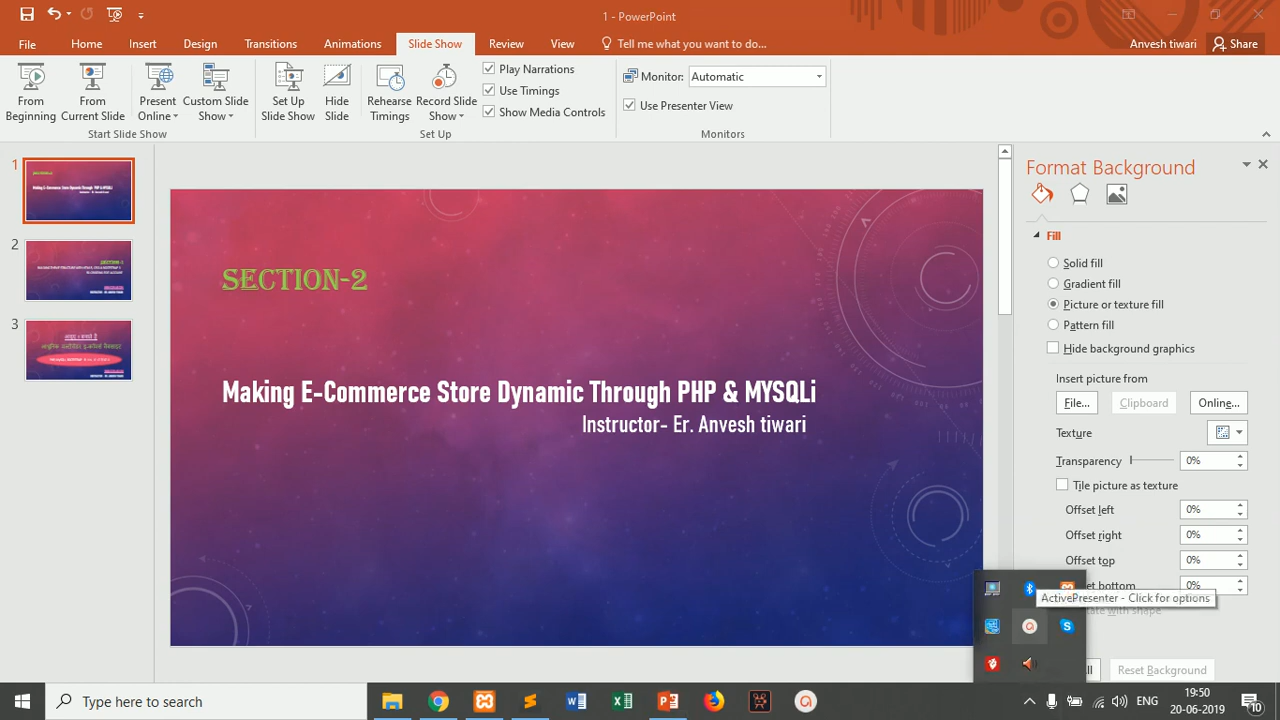 1 - PowerPoint
File Home Insert Design Transitions Animations Slide Show Review View Tell me what you want to do... Anvesh tiwari Share
From Beginning
From Current Slide
Present Online
Custom Slide Show
Set Up Slide Show
Hide Slide
Rehearse Timings
Record Slide Show
Play Narrations
Use Timings
Show Media Controls
Monitor: Automatic
Use Presenter View
Start Slide Show Set Up Monitors
1
2
3
SECTION-2
Making E-Commerce Store Dynamic Through PHP & MYSQLi
Instructor- Er. Anvesh tiwari
Format Background
Fill
Solid fill
Gradient fill
Picture or texture fill
Pattern fill
Hide background graphics
Insert picture from
File... Clipboard Online...
Texture
Transparency 0%
Tile picture as texture
Offset left 0%
Offset right 0%
Offset top 0%
bottom 0%
ActivePresenter - Click for options
with shape
Reset Background
Type here to search
ENG
19:50
20-06-2019
10